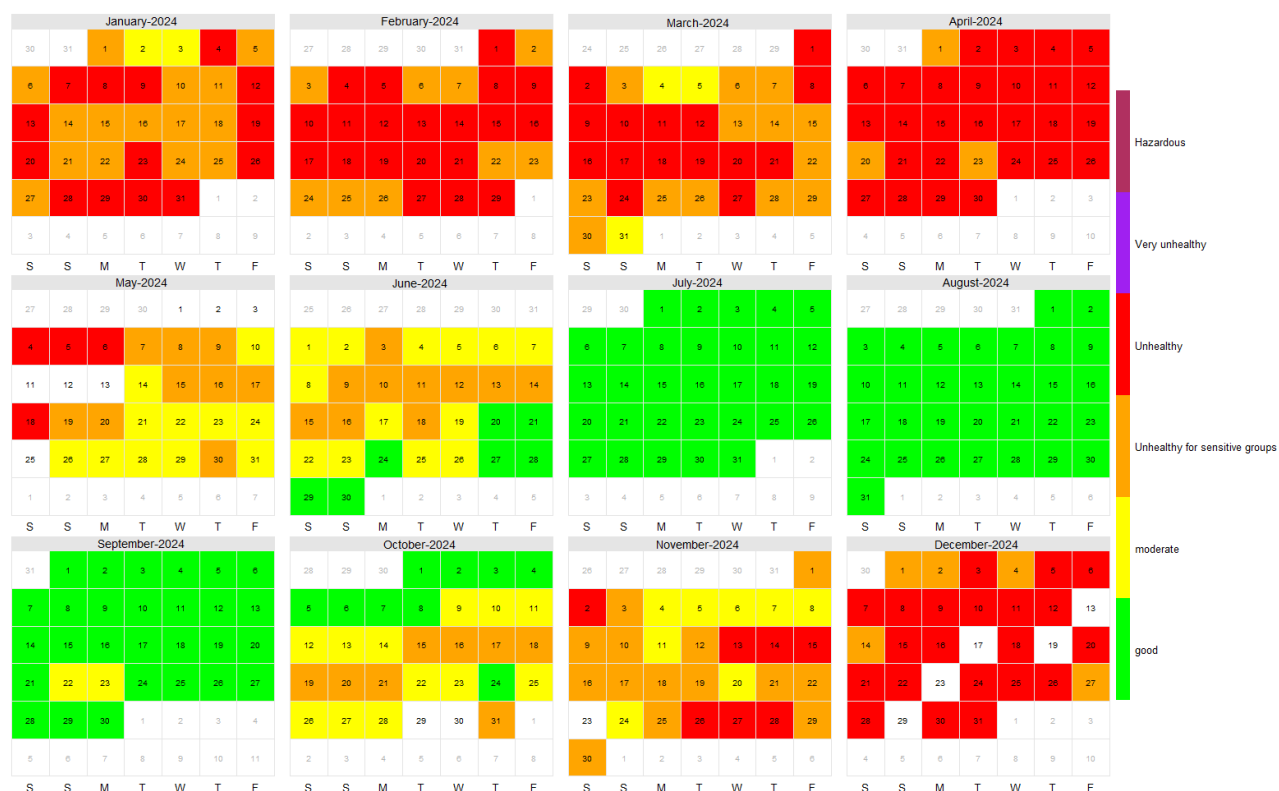 January-2024 February-2024 March-2024 April-2024
30 31 1 2 3 4 5 27 28 29 30 31 1 2 24 25 26 27 28 29 1 30 31 1 2 3 4 5
6 7 8 9 10 11 12 3 4 5 6 7 8 9 2 3 4 5 6 7 8 6 7 8 9 10 11 12
13 14 15 16 17 18 19 10 11 12 13 14 15 16 9 10 11 12 13 14 15 13 14 15 16 17 18 19
Hazardous
20 21 22 23 24 25 26 17 18 19 20 21 22 23 16 17 18 19 20 21 22 20 21 22 23 24 25 26
27 28 29 30 31 1 2 24 25 26 27 28 29 1 23 24 25 26 27 28 29 27 28 29 30 1 2 3
3 4 5 6 7 8 9 2 3 4 5 6 7 8 30 31 1 2 3 4 5 4 5 6 7 8 9 10
Very unhealthy
S S M T W T F S S M T W T F S S M T W T F S S M T W T F
May-2024 June-2024 July-2024 August-2024
27 28 29 30 1 2 3 25 26 27 28 29 30 31 29 30 1 2 3 4 5 27 28 29 30 31 1 2
4 5 6 7 8 9 10 1 2 3 4 5 6 7 6 7 8 9 10 11 12 3 4 5 6 7 8 9
Unhealthy
11 12 13 14 15 16 17 8 9 10 11 12 13 14 13 14 15 16 17 18 19 10 11 12 13 14 15 16
18 19 20 21 22 23 24 15 16 17 18 19 20 21 20 21 22 23 24 25 26 17 18 19 20 21 22 23
Unhealthy for sensitive groups
25 26 27 28 29 30 31 22 23 24 25 26 27 28 27 28 29 30 31 1 2 24 25 26 27 28 29 30
1 2 3 4 5 6 7 29 30 1 2 3 4 5 3 4 5 6 7 8 9 31 1 2 3 4 5 6
S S M T W T F S S M T W T F S S M T W T F S S M T W T F
September-2024 October-2024 November-2024 December-2024
moderate
31 1 2 3 4 5 6 28 29 30 1 2 3 4 26 27 28 29 30 31 1 30 1 2 3 4 5 6
7 8 9 10 11 12 13 5 6 7 8 9 10 11 2 3 4 5 6 7 8 7 8 9 10 11 12 13
14 15 16 17 18 19 20 12 13 14 15 16 17 18 9 10 11 12 13 14 15 14 15 16 17 18 19 20
good
21 22 23 24 25 26 27 19 20 21 22 23 24 25 16 17 18 19 20 21 22 21 22 23 24 25 26 27
28 29 30 1 2 3 4 26 27 28 29 30 31 1 23 24 25 26 27 28 29 28 29 30 31 1 2 3
5 6 7 8 9 10 11 2 3 4 5 6 7 8 30 1 2 3 4 5 6 4 5 6 7 8 9 10
S S M T W T F S S M T W T F S S M T W T F S S M T W T F